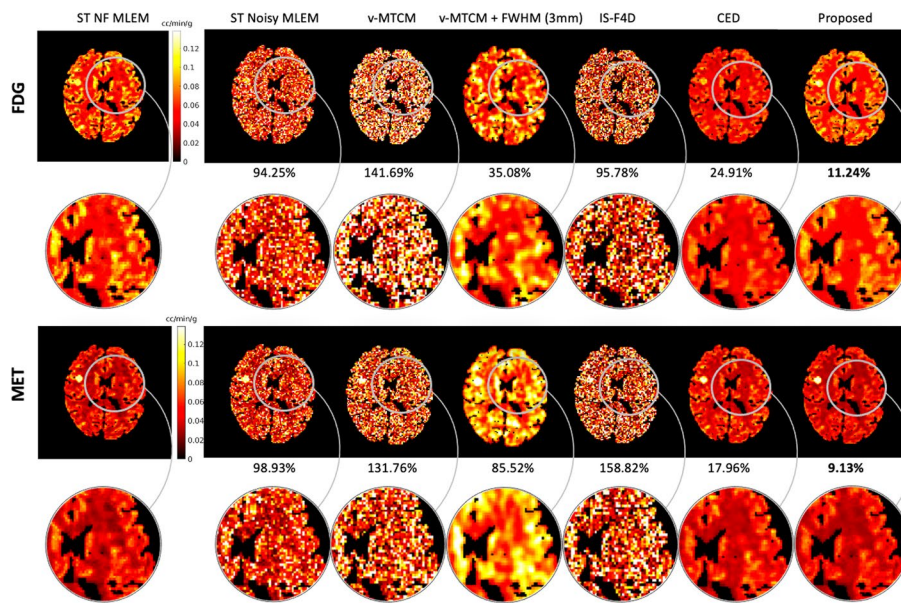 ST NF MLEM ST Noisy MLEM v-MTCM v-MTCM + FWHM (3mm) IS-F4D CED Proposed
cc/min/g
FDG
0.12
0.1
0.08
0.06
0.04
0.02
0
94.25% 141.69% 35.08% 95.78% 24.91% 11.24%
cc/min/g
MET
0.12
0.1
0.08
0.06
0.04
0.02
0
98.93% 131.76% 85.52% 158.82% 17.96% 9.13%